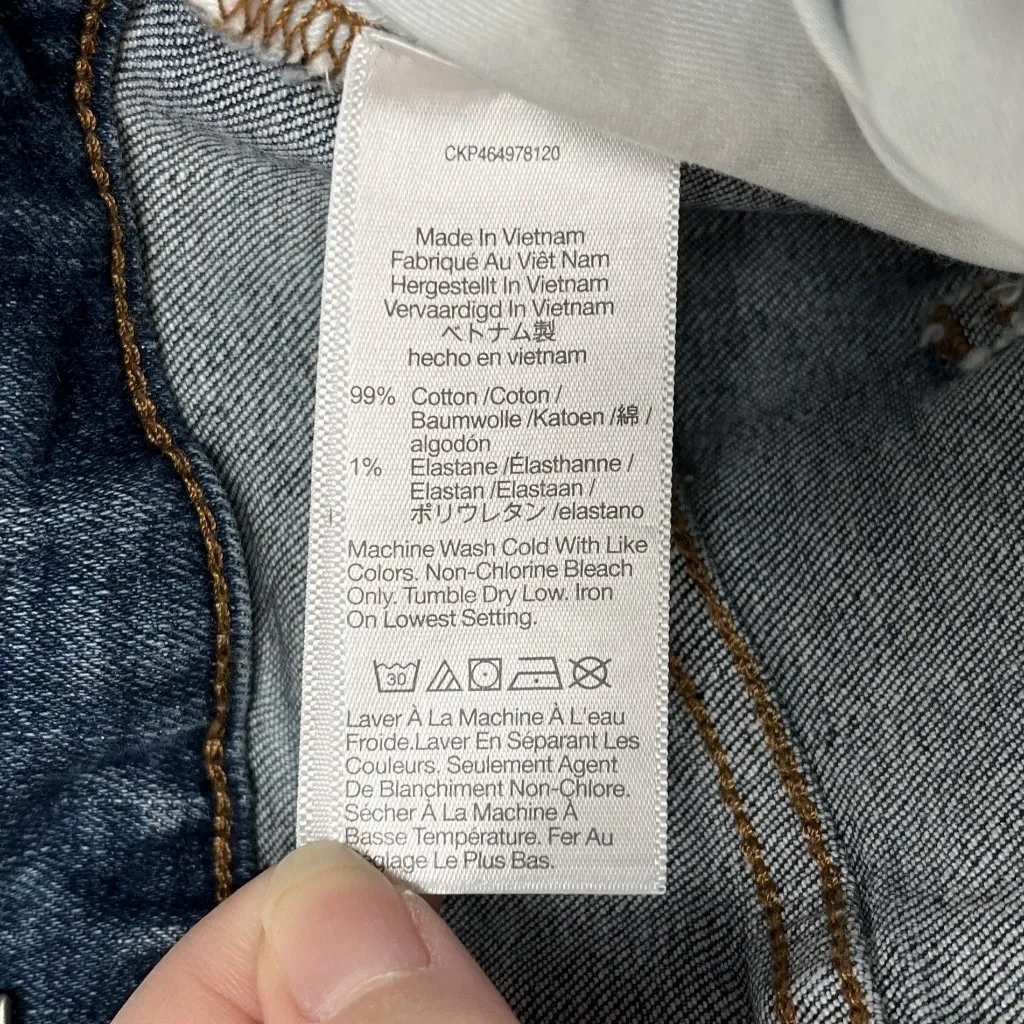 CKP464978120
Made In Vietnam
Fabriqué Au Viêt Nam
Hergestellt In Vietnam
Vervaardigd In Vietnam
ベトナム製
hecho en vietnam
99% Cotton /Coton /
Baumwolle /Katoen /綿 /
algodón
1% Elastane /Élasthanne /
Elastan /Elastaan /
ポリウレタン /elastano
Machine Wash Cold With Like
Colors. Non-Chlorine Bleach
Only. Tumble Dry Low. Iron
On Lowest Setting.
30
Laver À La Machine À L'eau
Froide.Laver En Séparant Les
Couleurs. Seulement Agent
De Blanchiment Non-Chlore.
Sécher À La Machine À
Basse Température. Fer Au
Le Plus Bas.